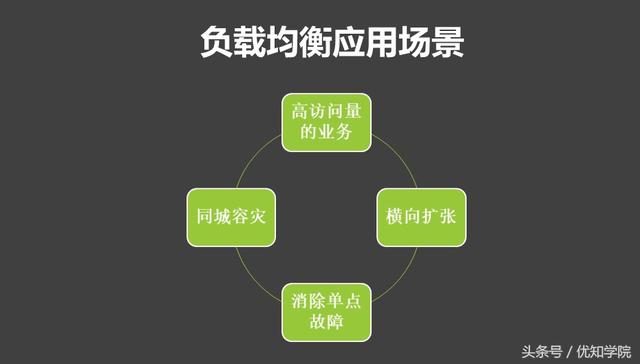 负载均衡应用场景
高访问量
的业务
同城容灾
横向扩张
消除单点
故障
头条号 / 优知学院